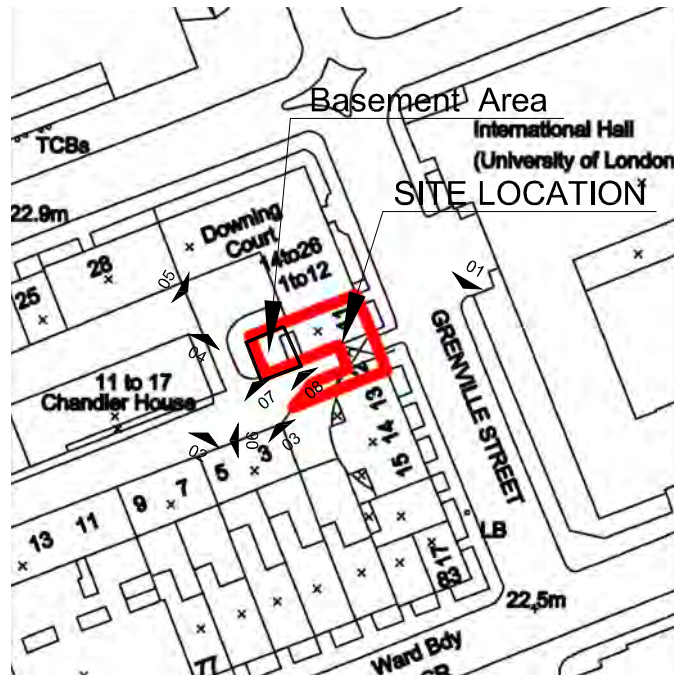 Basement Area
TCBs
International Hall
(University of London
SITE LOCATION
22.9m
Downing
Court
14to26
1to12
28
25
05
01
04
11
GRENVILLE STREET
11 to 17
Chandler House
07
08
02
06
03
13
14
15
3
5
7
9
11
13
LB
17
18
22.5m
Ward Bdy
77